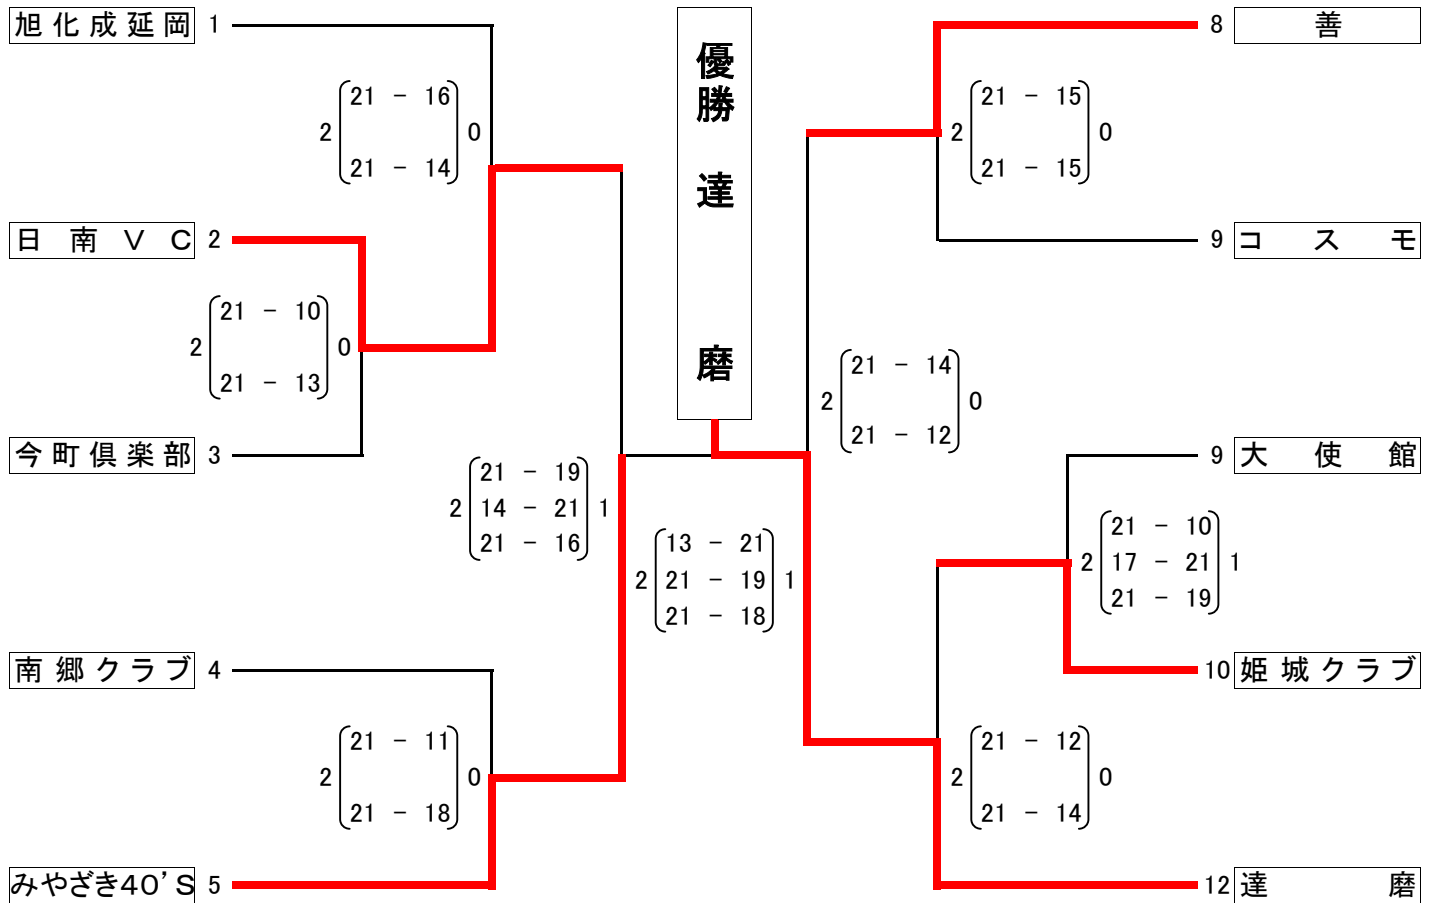 旭化成延岡 1
21 － 16
2 0
21 － 14
日南ＶＣ 2
21 － 10
2 0
21 － 13
今町倶楽部 3
21 － 19
2 14 － 21 1
21 － 16
南郷クラブ 4
21 － 11
2 0
21 － 18
みやざき４０’Ｓ 5
優勝 達 磨
13 － 21
2 21 － 19 1
21 － 18
8 善
21 － 15
2 0
21 － 15
9 コスモ
21 － 14
2 0
21 － 12
9 大使館
21 － 10
2 17 － 21 1
21 － 19
10 姫城クラブ
21 － 12
2 0
21 － 14
12 達磨